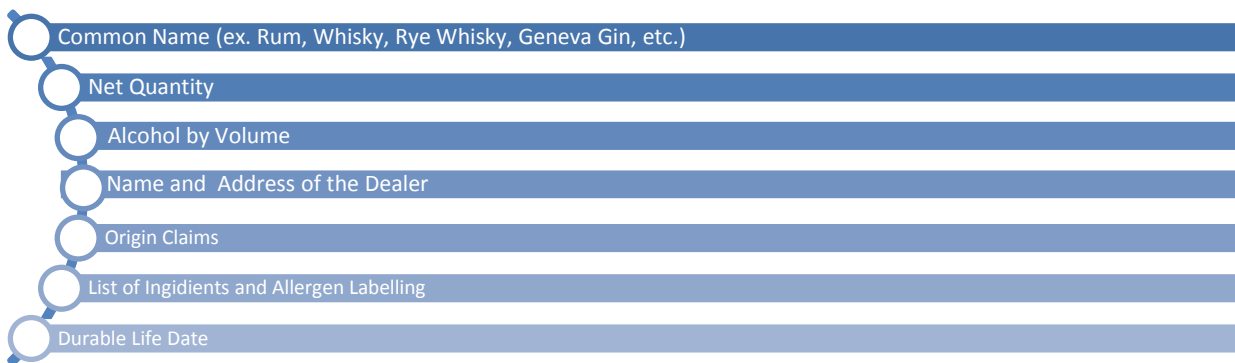 Common Name (ex. Rum, Whisky, Rye Whisky, Geneva Gin, etc.)
Net Quantity
Alcohol by Volume
Name and  Address of the Dealer
Origin Claims
List of Ingidients and Allergen Labelling
Durable Life Date